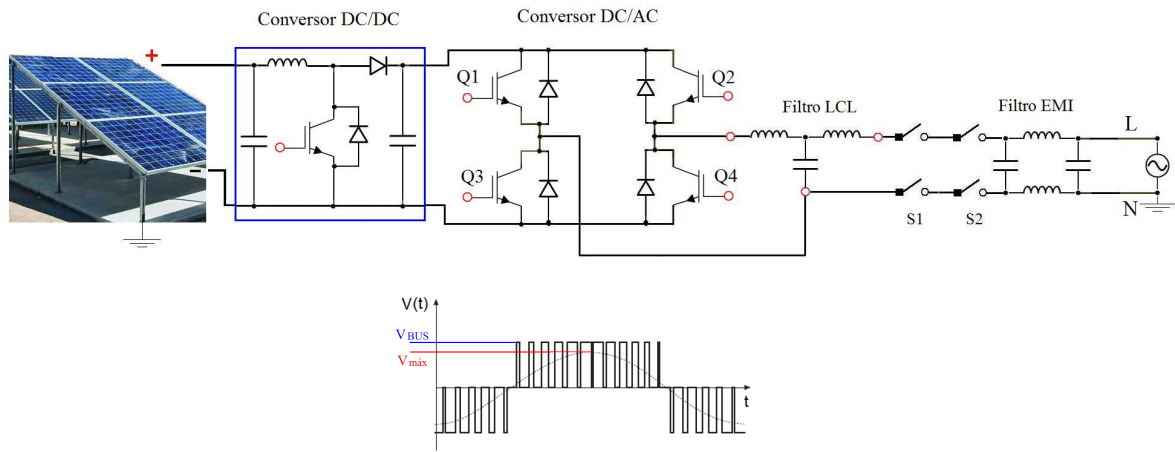 Conversor DC/DC
Conversor DC/AC
+
−
Q1
Q2
Q3
Q4
Filtro LCL
Filtro EMI
L
N
S1
S2
V(t)
VBUS
Vmáx
t